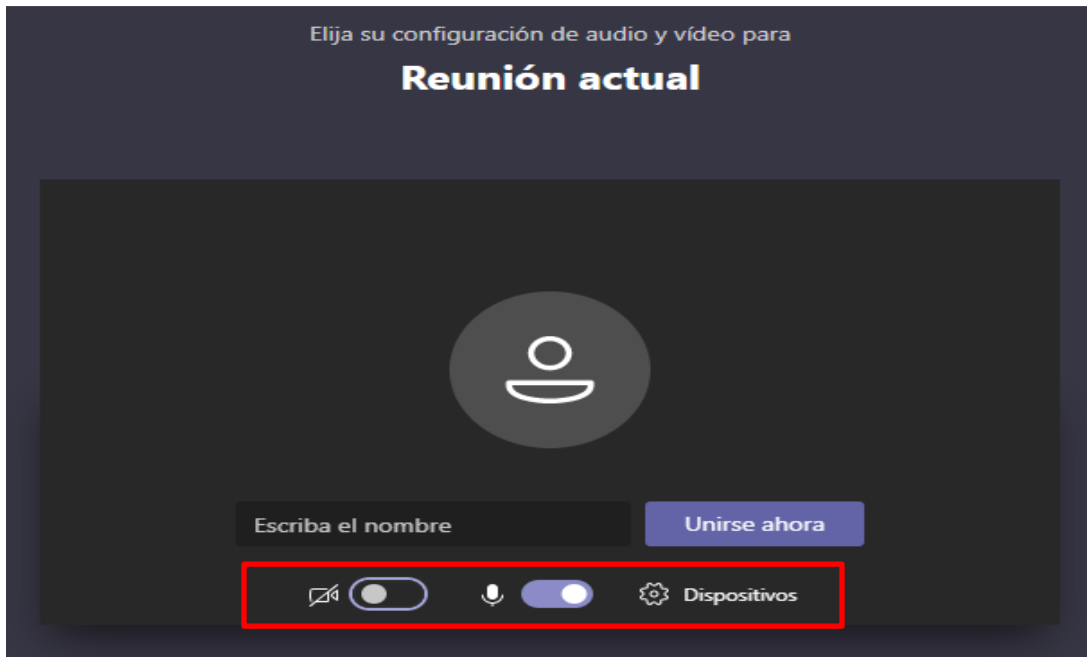 Elija su configuración de audio y vídeo para
Reunión actual
Escriba el nombre
Unirse ahora
Dispositivos